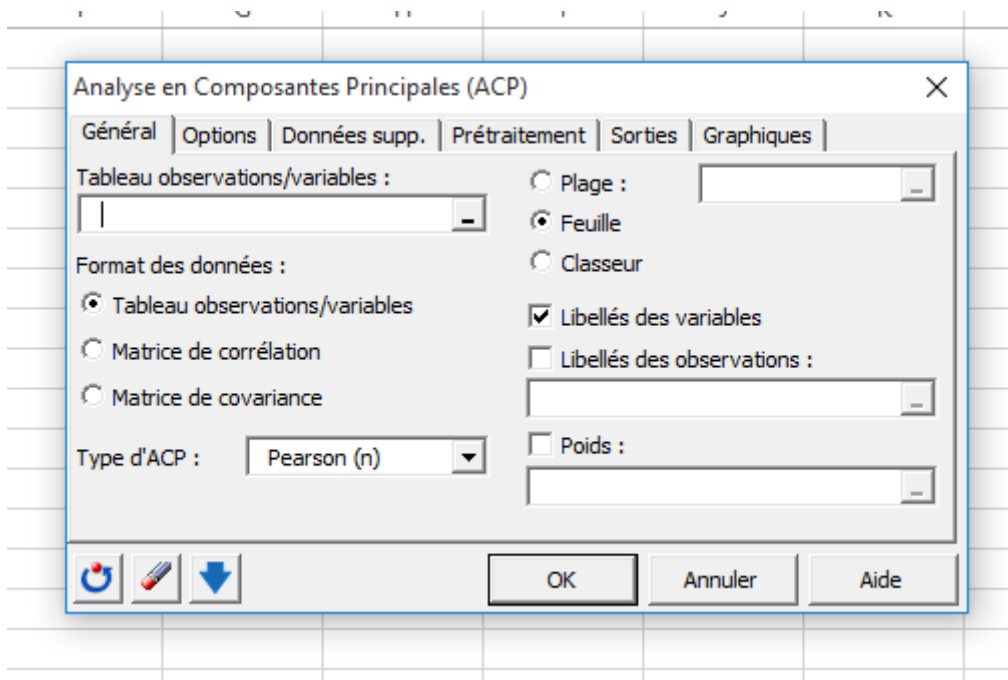 Analyse en Composantes Principales (ACP)
Général Options Données supp. Prétraitement Sorties Graphiques
Tableau observations/variables :
Format des données :
Tableau observations/variables
Matrice de corrélation
Matrice de covariance
Type d'ACP : Pearson (n)
Plage :
Feuille
Classeur
Libellés des variables
Libellés des observations :
Poids :
OK Annuler Aide